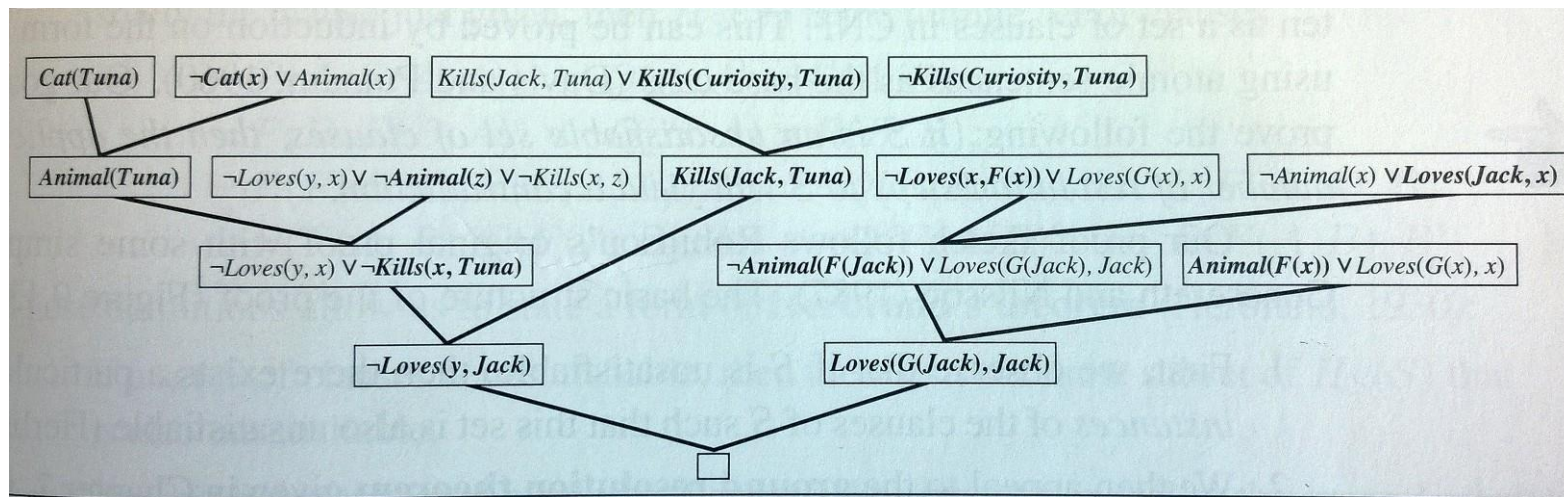 Cat(Tuna) ¬Cat(x) ∨ Animal(x) Kills(Jack, Tuna) ∨ Kills(Curiosity, Tuna) ¬Kills(Curiosity, Tuna)
Animal(Tuna) ¬Loves(y, x) ∨ ¬Animal(z) ∨ ¬Kills(x, z) Kills(Jack, Tuna) ¬Loves(x, F(x)) ∨ Loves(G(x), x) ¬Animal(x) ∨ Loves(Jack, x)
¬Loves(y, x) ∨ ¬Kills(x, Tuna) ¬Animal(F(Jack)) ∨ Loves(G(Jack), Jack) Animal(F(x)) ∨ Loves(G(x), x)
¬Loves(y, Jack) Loves(G(Jack), Jack)